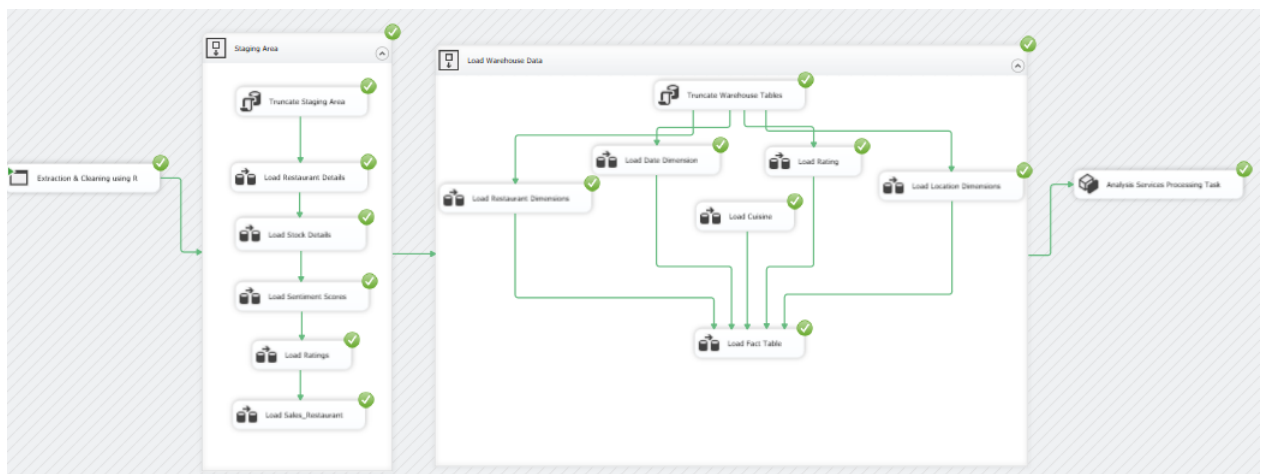 Staging Area
Truncate Staging Area
Load Restaurant Details
Load Stock Details
Load Sentiment Scores
Load Ratings
Load Sales_Restaurant
Extraction & Cleaning using R
Load Warehouse Data
Truncate Warehouse Tables
Load Date Dimension
Load Rating
Load Restaurant Dimensions
Load Cuisine
Load Location Dimensions
Load Fact Table
Analysis Services Processing Task